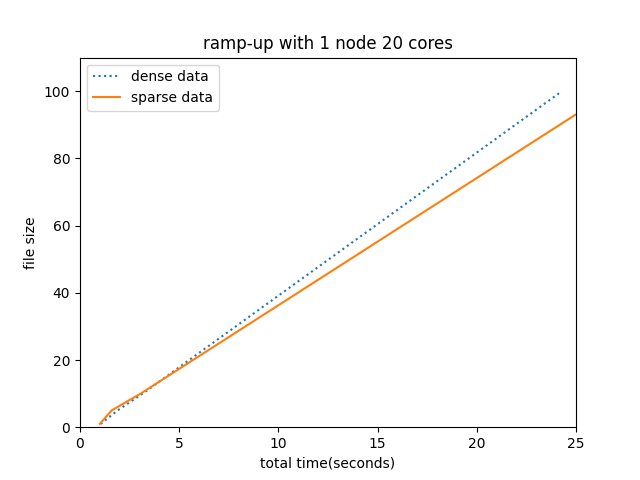 ramp-up with 1 node 20 cores
dense data
sparse data
100
80
60
40
20
0
file size
0 5 10 15 20 25
total time(seconds)